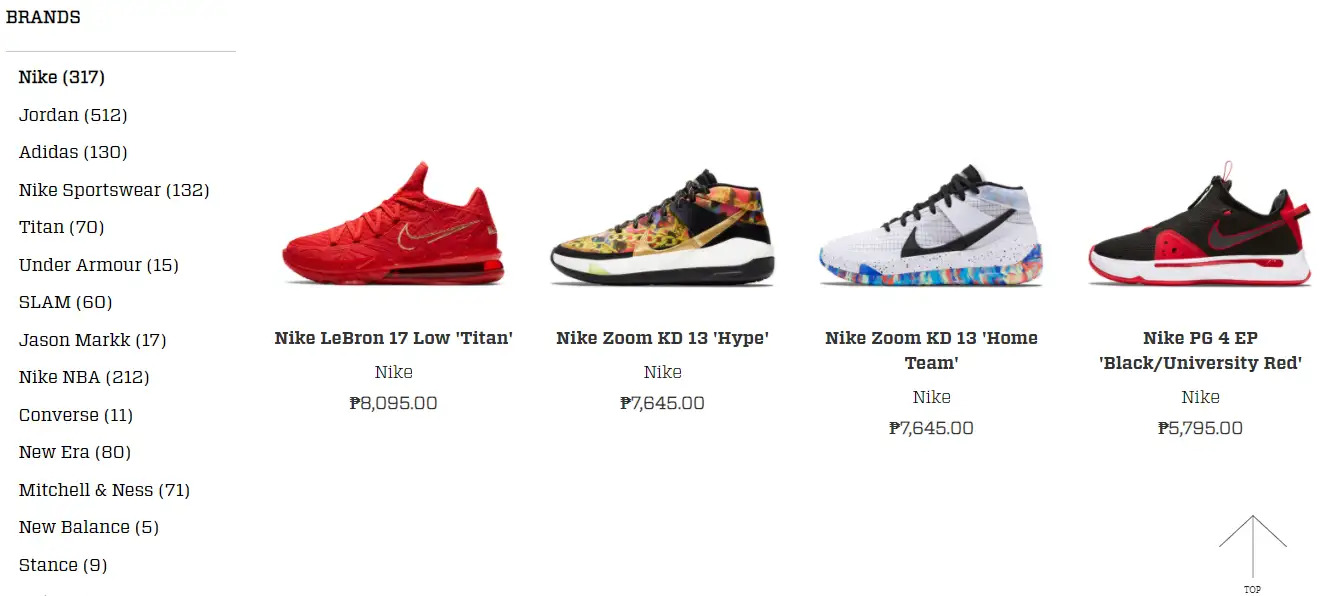 BRANDS
Nike (317)
Jordan (512)
Adidas (130)
Nike Sportswear (132)
Titan (70)
Under Armour (15)
SLAM (60)
Jason Markk (17)
Nike NBA (212)
Converse (11)
New Era (80)
Mitchell & Ness (71)
New Balance (5)
Stance (9)
Nike LeBron 17 Low 'Titan'
Nike
₱8,095.00
Nike Zoom KD 13 'Hype'
Nike
₱7,645.00
Nike Zoom KD 13 'Home
Team'
Nike
₱7,645.00
Nike PG 4 EP
'Black/University Red'
Nike
₱5,795.00
TOP